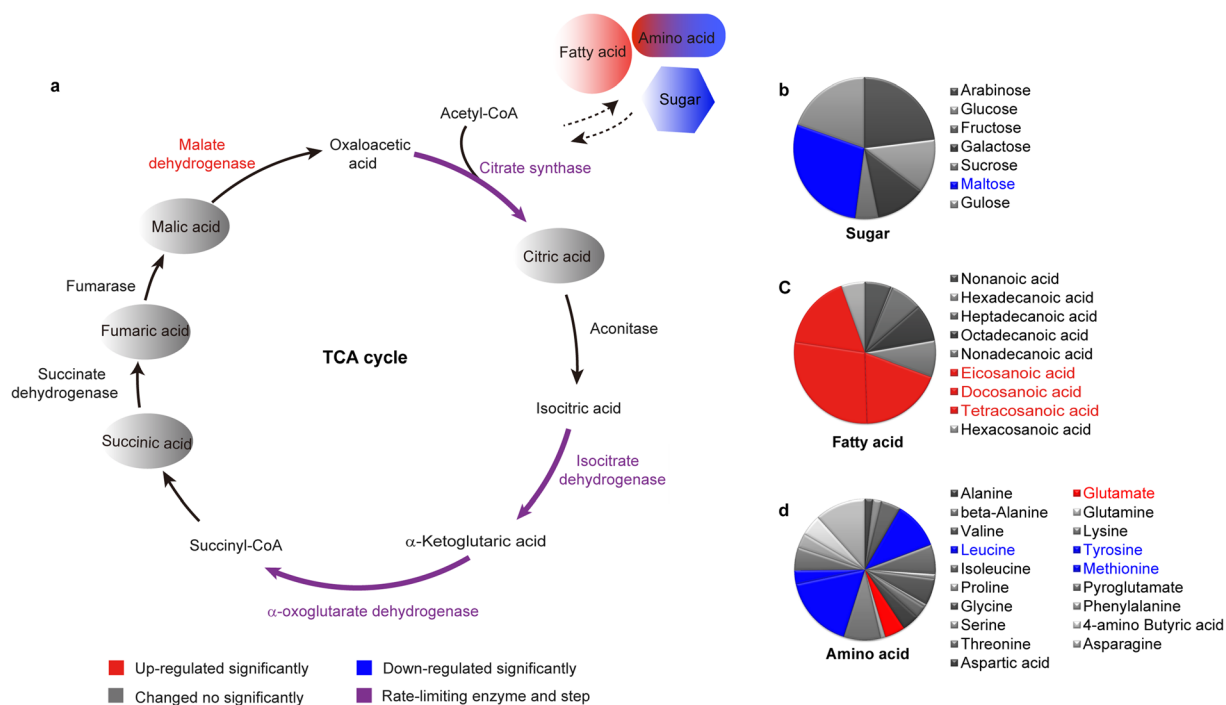 a
Fatty acid
Amino acid
Sugar
Acetyl-CoA
Oxaloacetic
acid
Citrate synthase
Malate
dehydrogenase
Malic acid
Citric acid
Fumarase
Aconitase
Fumaric acid
TCA cycle
Succinate
dehydrogenase
Isocitric acid
Succinic acid
Isocitrate
dehydrogenase
Succinyl-CoA
α-Ketoglutaric acid
α-oxoglutarate dehydrogenase
Up-regulated significantly
Down-regulated significantly
Changed no significantly
Rate-limiting enzyme and step
b
Arabinose
Glucose
Fructose
Galactose
Sucrose
Maltose
Gulose
Sugar
C
Nonanoic acid
Hexadecanoic acid
Heptadecanoic acid
Octadecanoic acid
Nonadecanoic acid
Eicosanoic acid
Docosanoic acid
Tetracosanoic acid
Hexacosanoic acid
Fatty acid
d
Alanine
beta-Alanine
Valine
Leucine
Isoleucine
Proline
Glycine
Serine
Threonine
Aspartic acid
Glutamate
Glutamine
Lysine
Tyrosine
Methionine
Pyroglutamate
Phenylalanine
4-amino Butyric acid
Asparagine
Amino acid